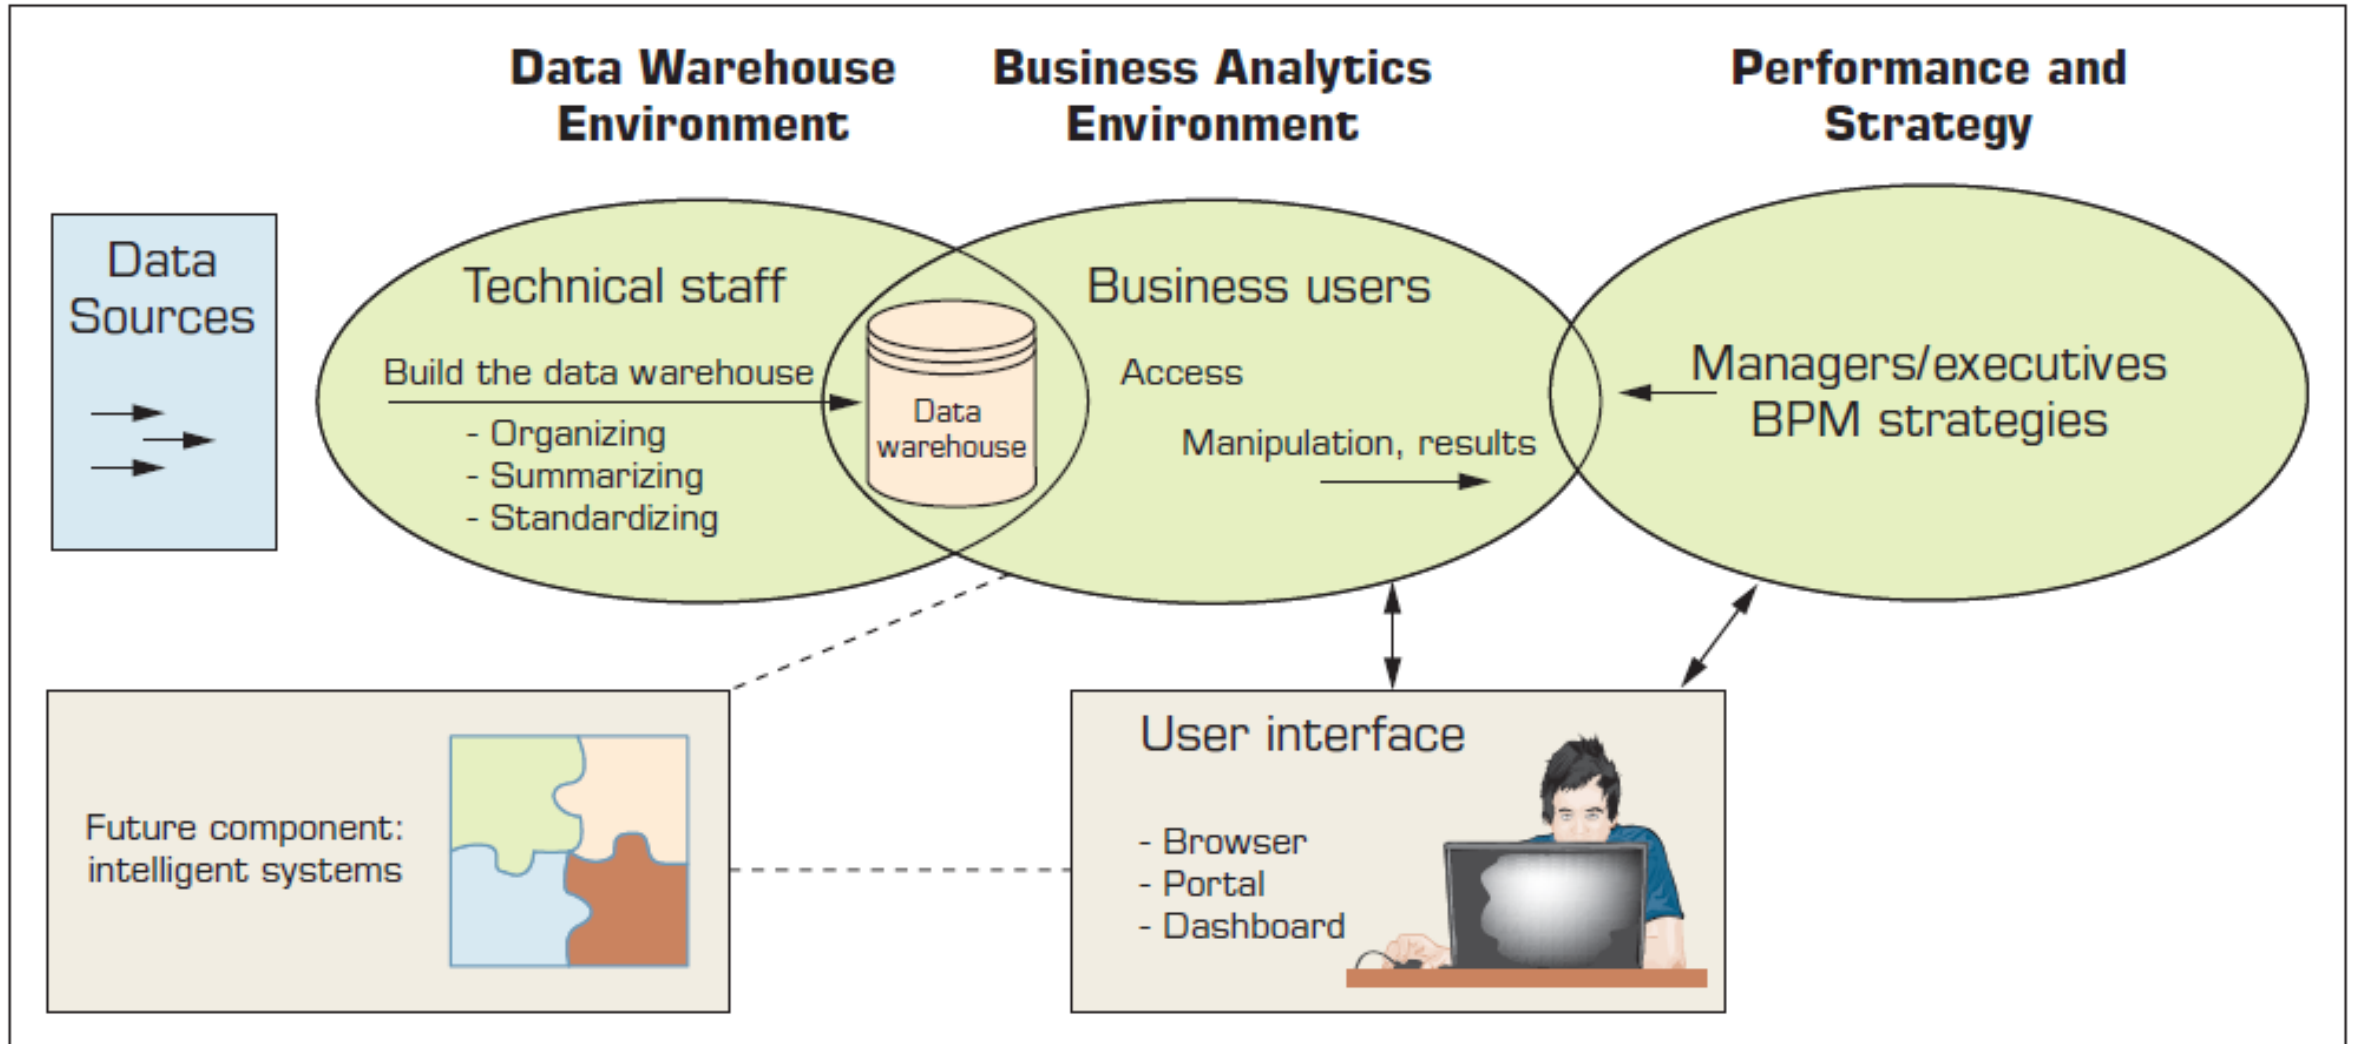 Data Warehouse
Environment
Business Analytics
Environment
Performance and
Strategy
Data
Sources
Technical staff
Build the data warehouse
- Organizing
- Summarizing
- Standardizing
Data
warehouse
Business users
Access
Manipulation, results
Managers/executives
BPM strategies
Future component:
intelligent systems
User interface
- Browser
- Portal
- Dashboard